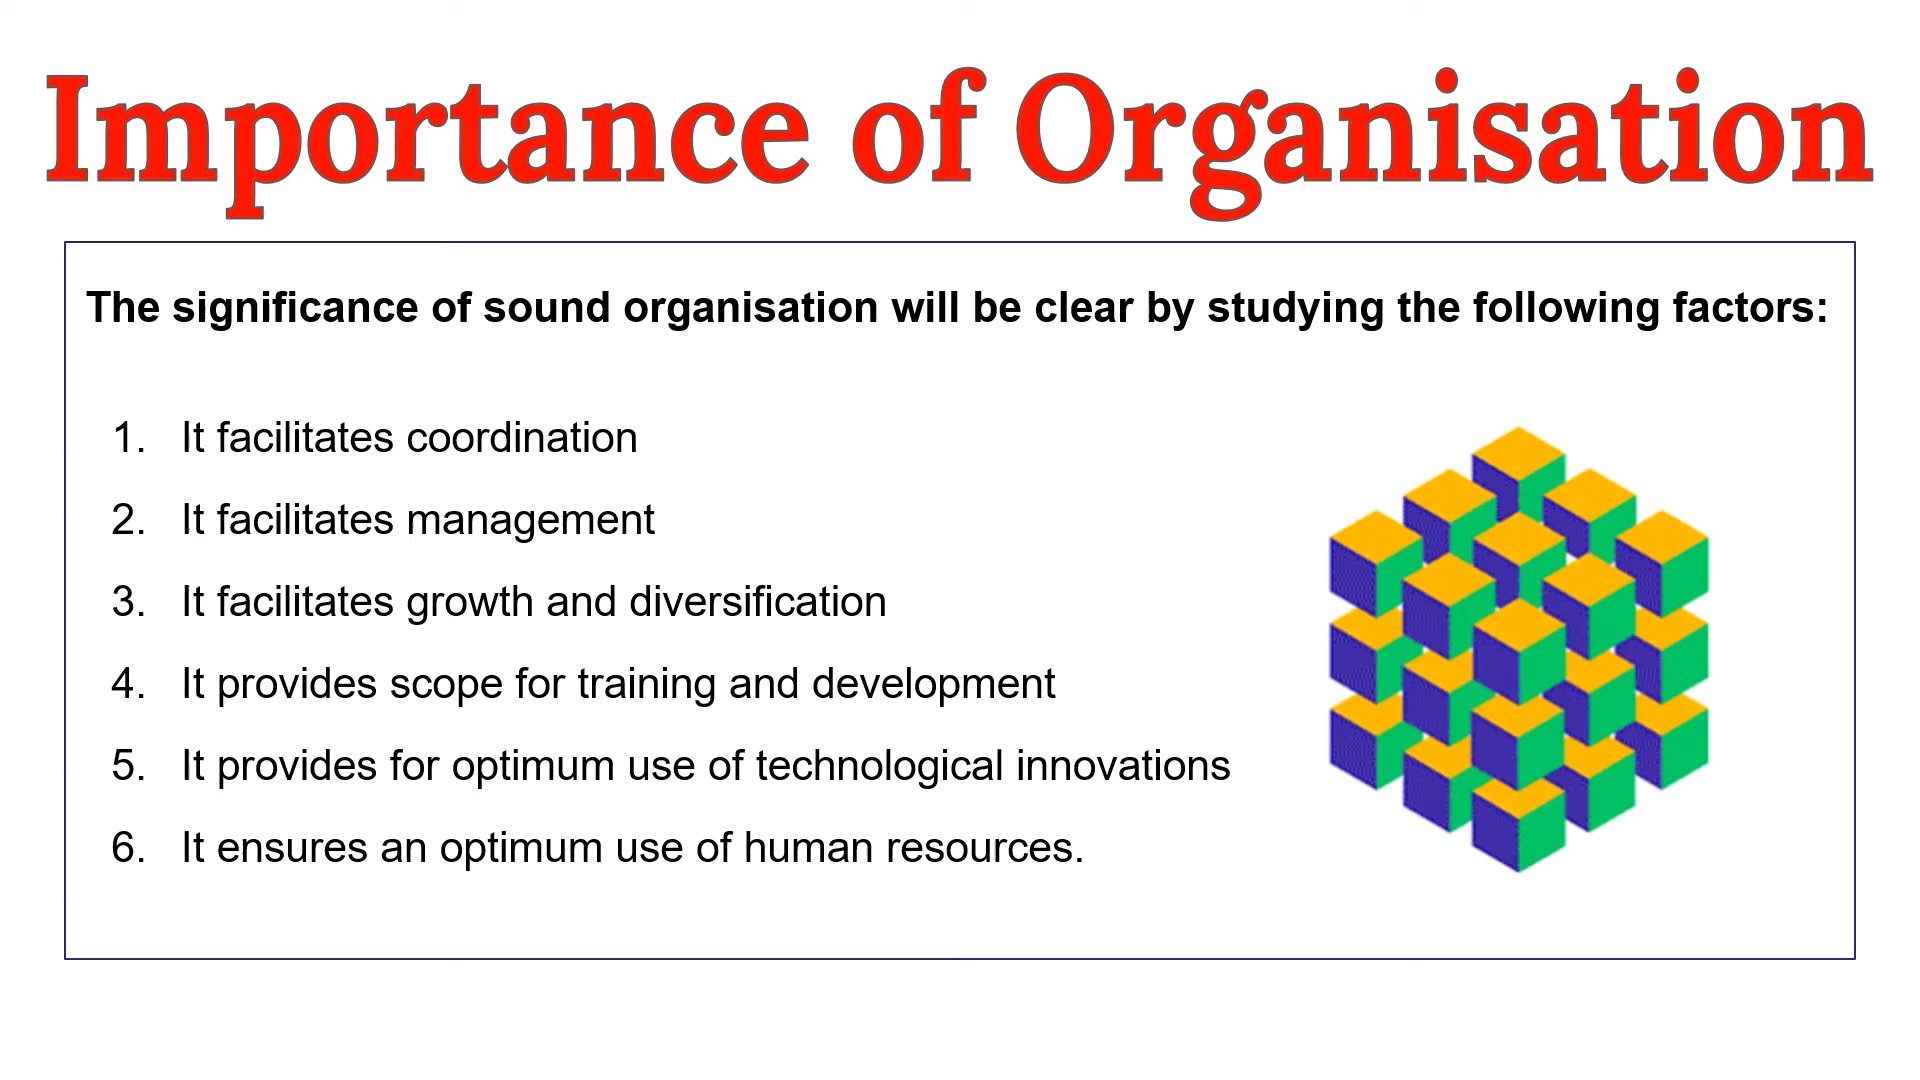 Importance of Organisation
The significance of sound organisation will be clear by studying the following factors:
1. It facilitates coordination
2. It facilitates management
3. It facilitates growth and diversification
4. It provides scope for training and development
5. It provides for optimum use of technological innovations
6. It ensures an optimum use of human resources.